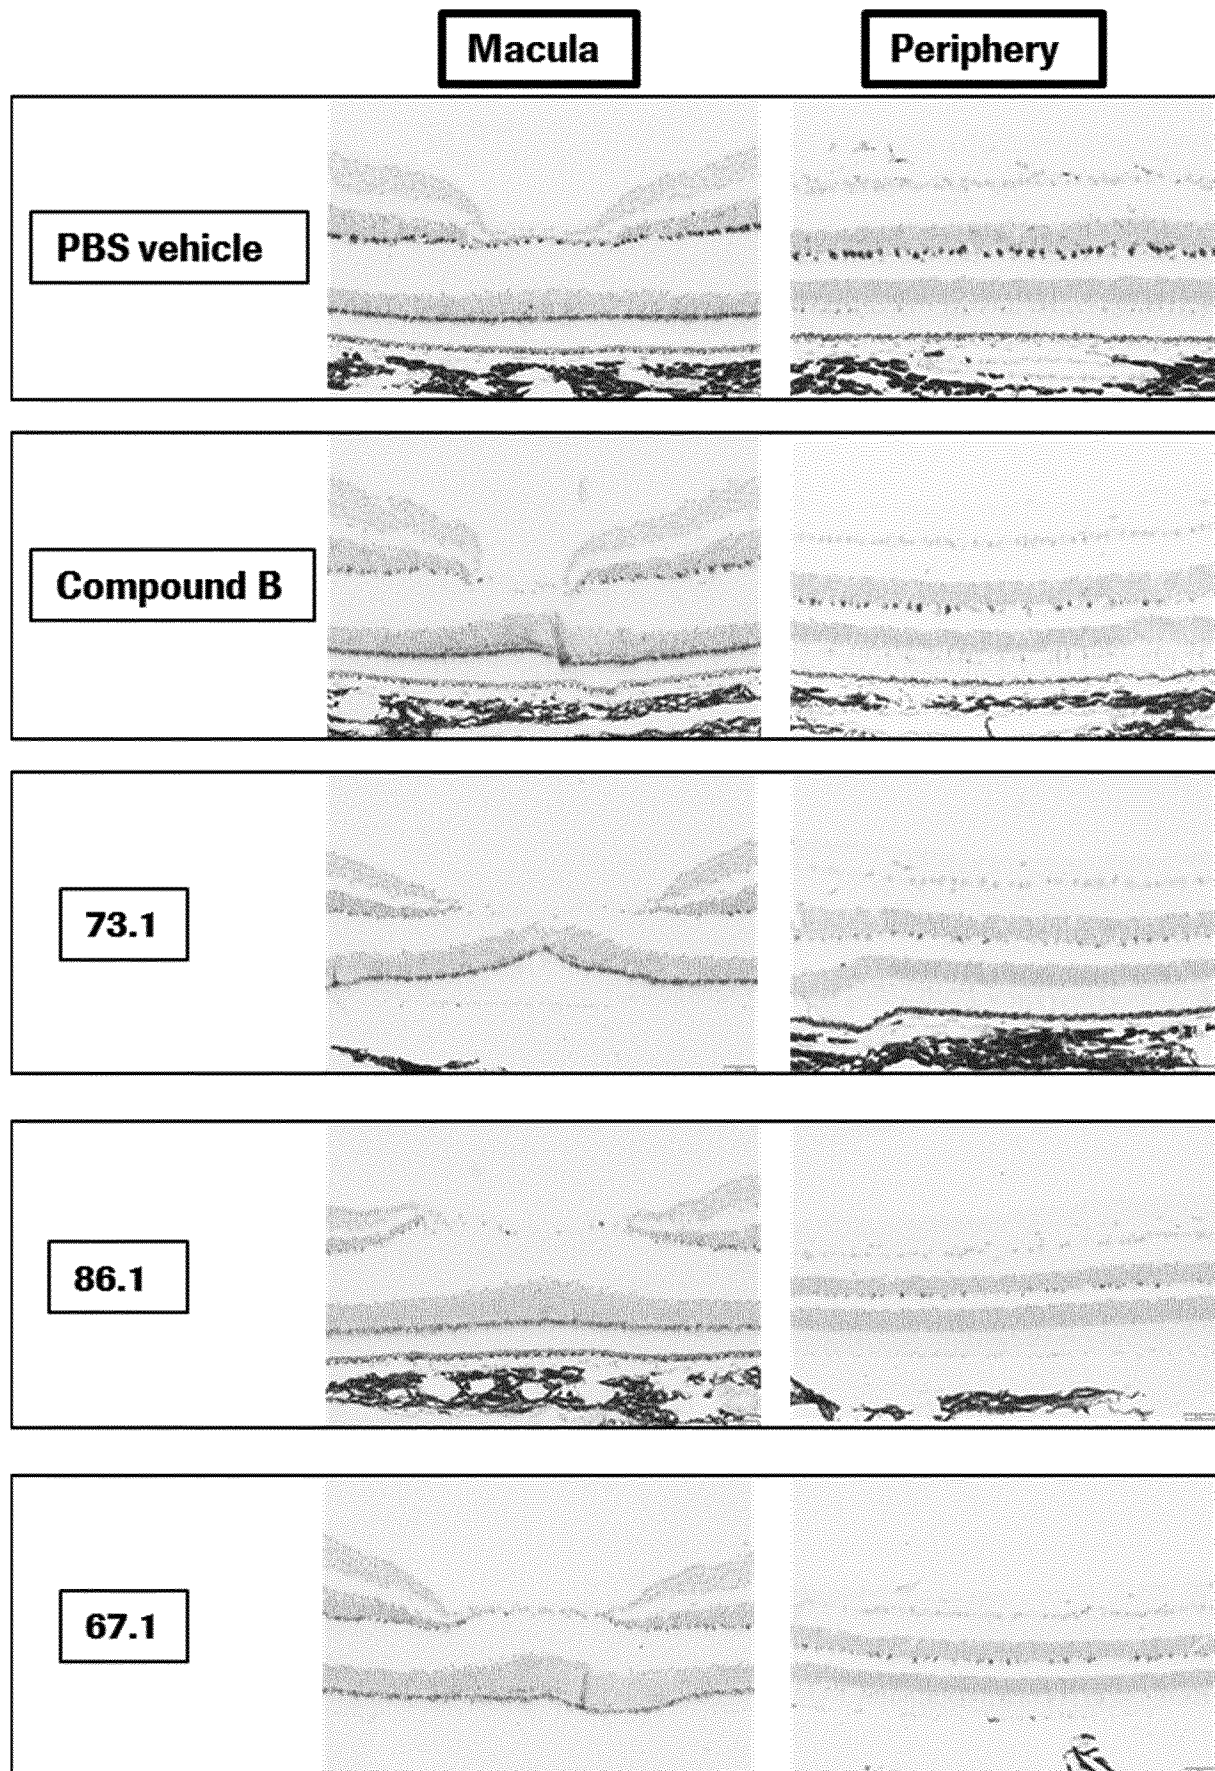 Macula
Periphery
PBS vehicle
Compound B
73.1
86.1
67.1